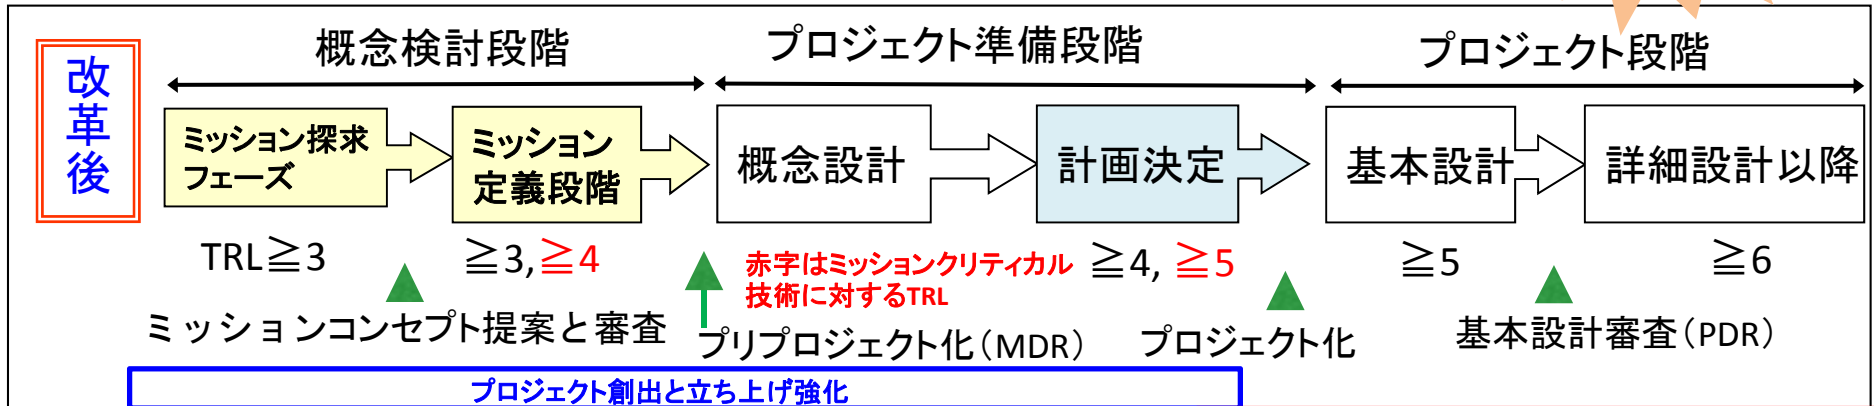 改革後
概念検討段階
プロジェクト準備段階
プロジェクト段階
ミッション探求
フェーズ
ミッション
定義段階
概念設計
計画決定
基本設計
詳細設計以降
TRL≧3
≧3,≧4
赤字はミッションクリティカル
技術に対するTRL
≧4, ≧5
≧5
≧6
ミッションコンセプト提案と審査
プリプロジェクト化(MDR)
プロジェクト化
基本設計審査(PDR)
プロジェクト創出と立ち上げ強化